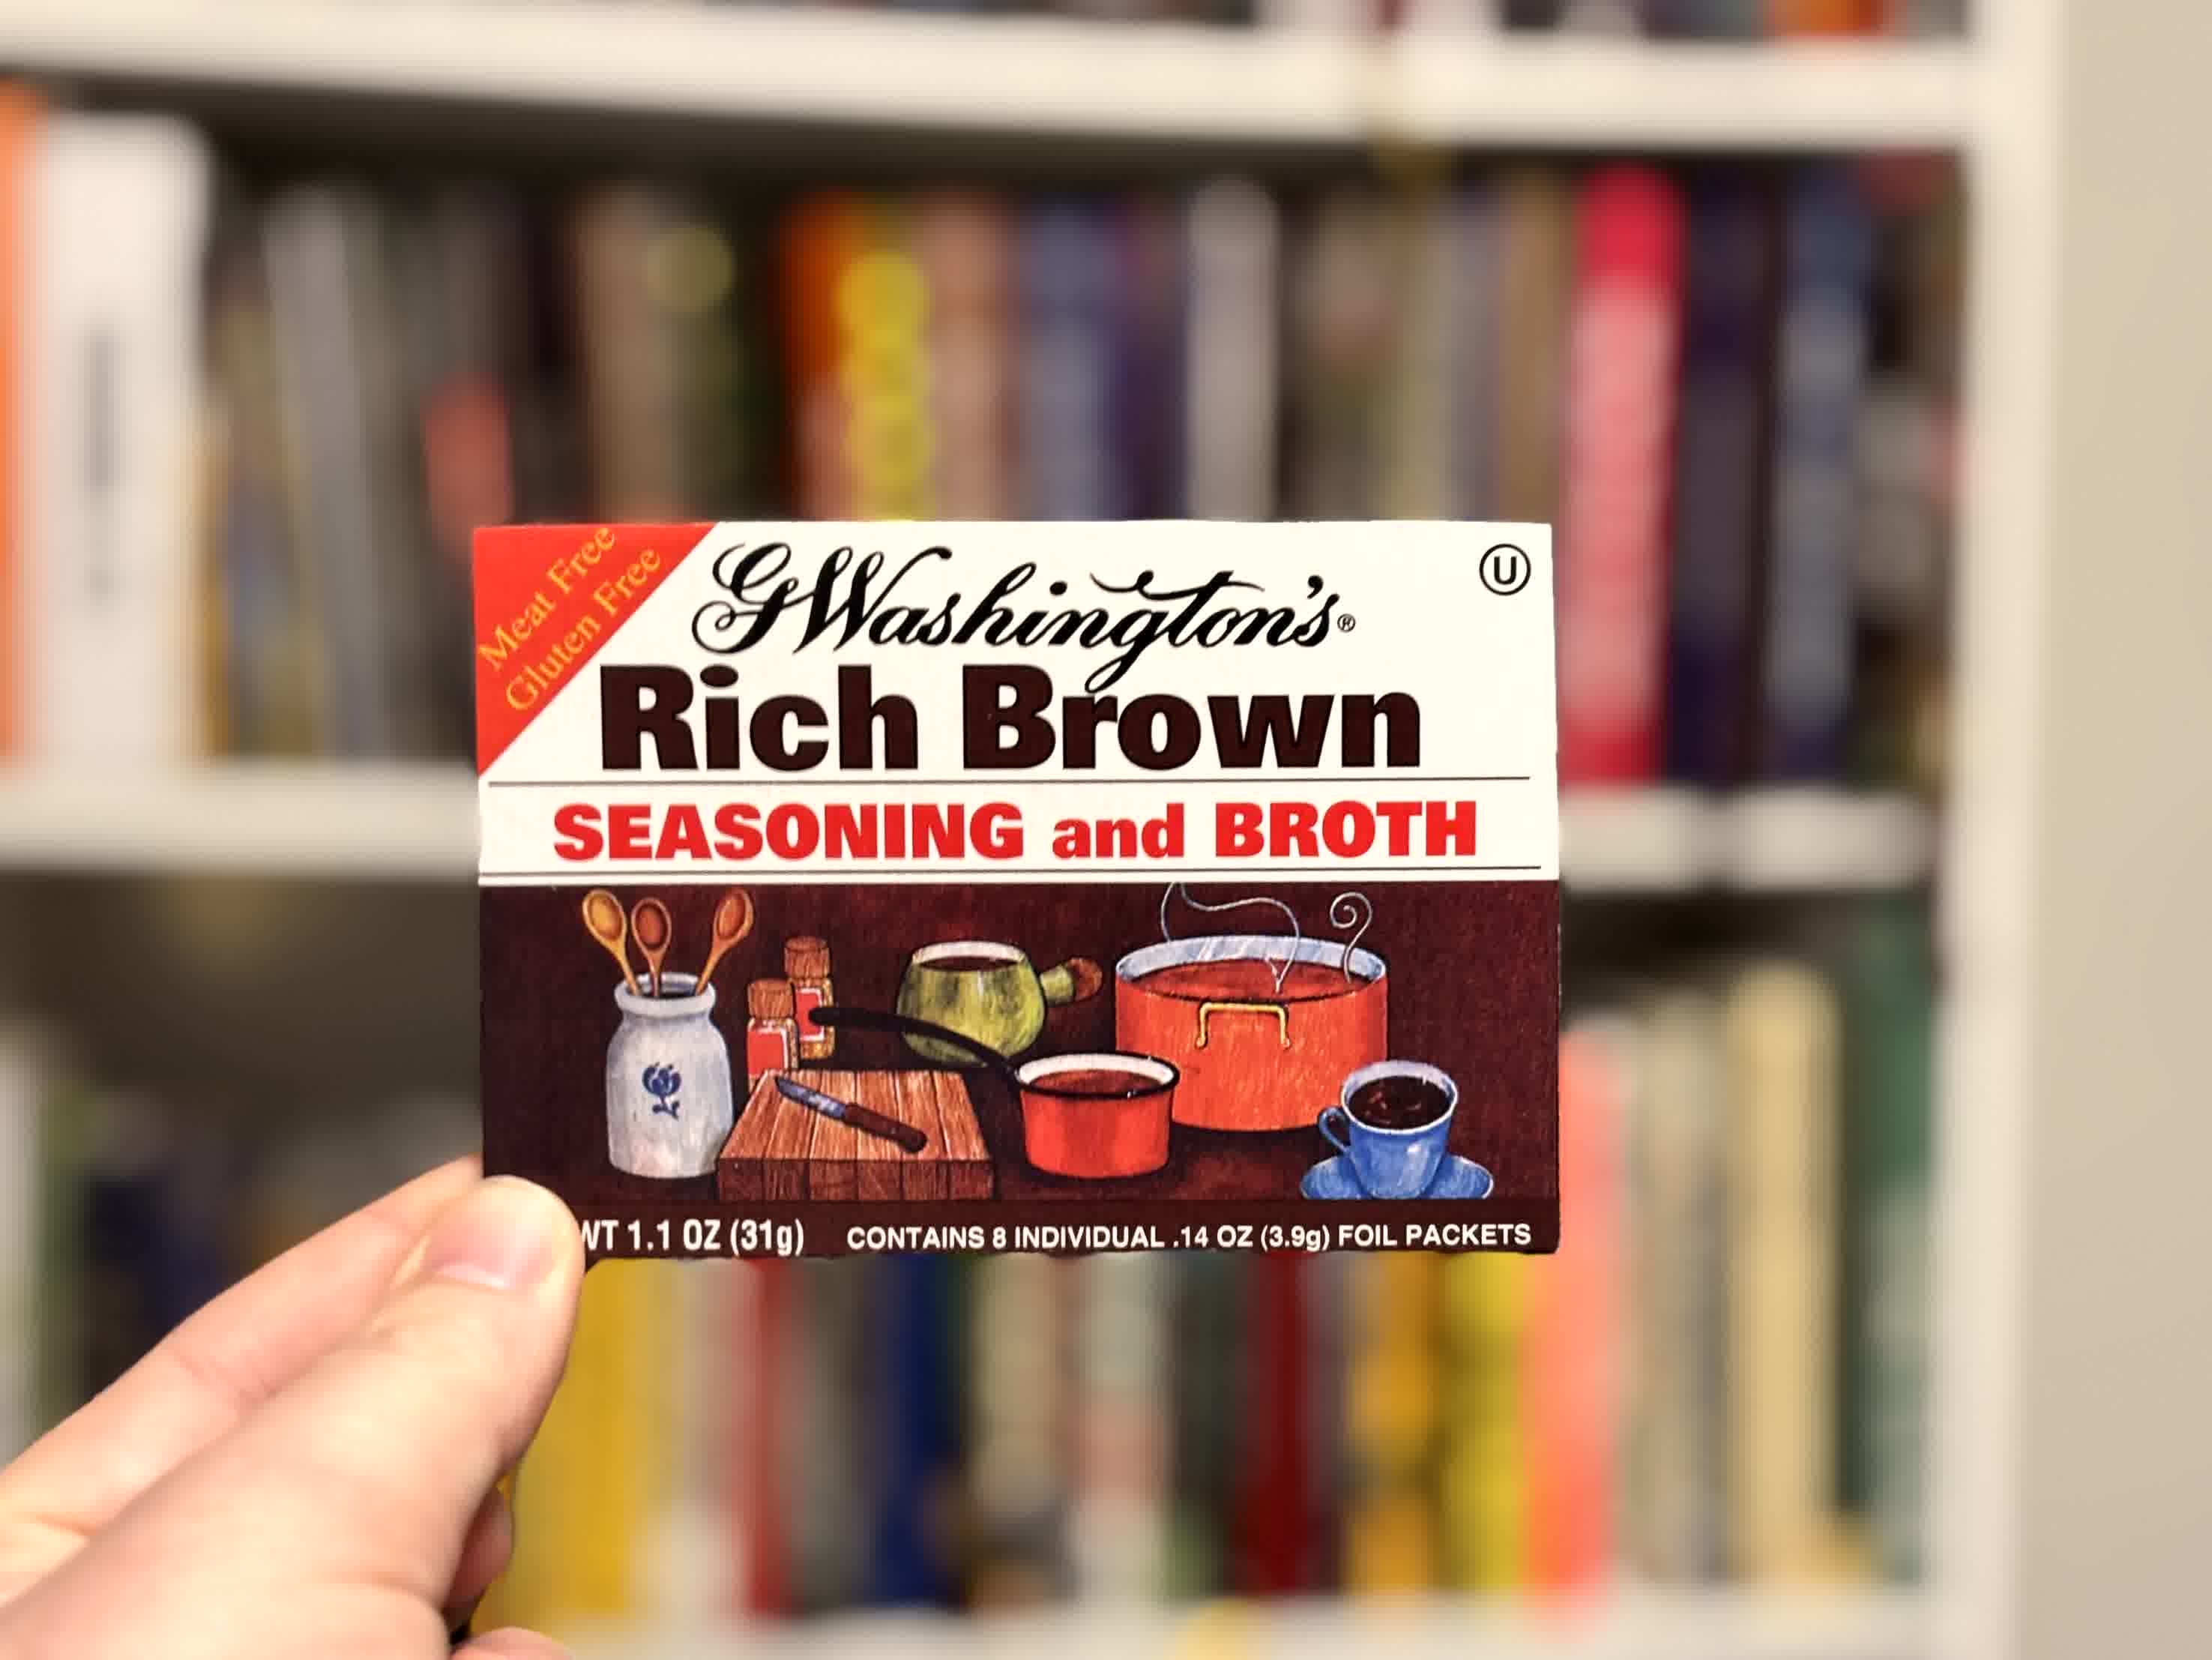 Meat Free
Gluten Free
GWashington's®
U
Rich Brown
SEASONING and BROTH
WT 1.1 OZ (31g) CONTAINS 8 INDIVIDUAL .14 OZ (3.9g) FOIL PACKETS